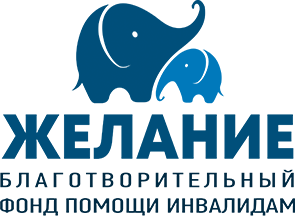 ЖЕЛАНИЕ
БЛАГОТВОРИТЕЛЬНЫЙ
ФОНД ПОМОЩИ ИНВАЛИДАМ